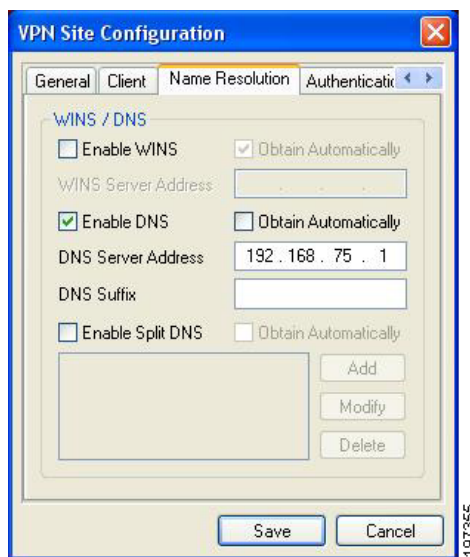 VPN Site Configuration
General Client Name Resolution Authenticatic
WINS / DNS
Enable WINS Obtain Automatically
WINS Server Address . . .
Enable DNS Obtain Automatically
DNS Server Address 192 . 168 . 75 . 1
DNS Suffix
Enable Split DNS Obtain Automatically
Add
Modify
Delete
Save Cancel